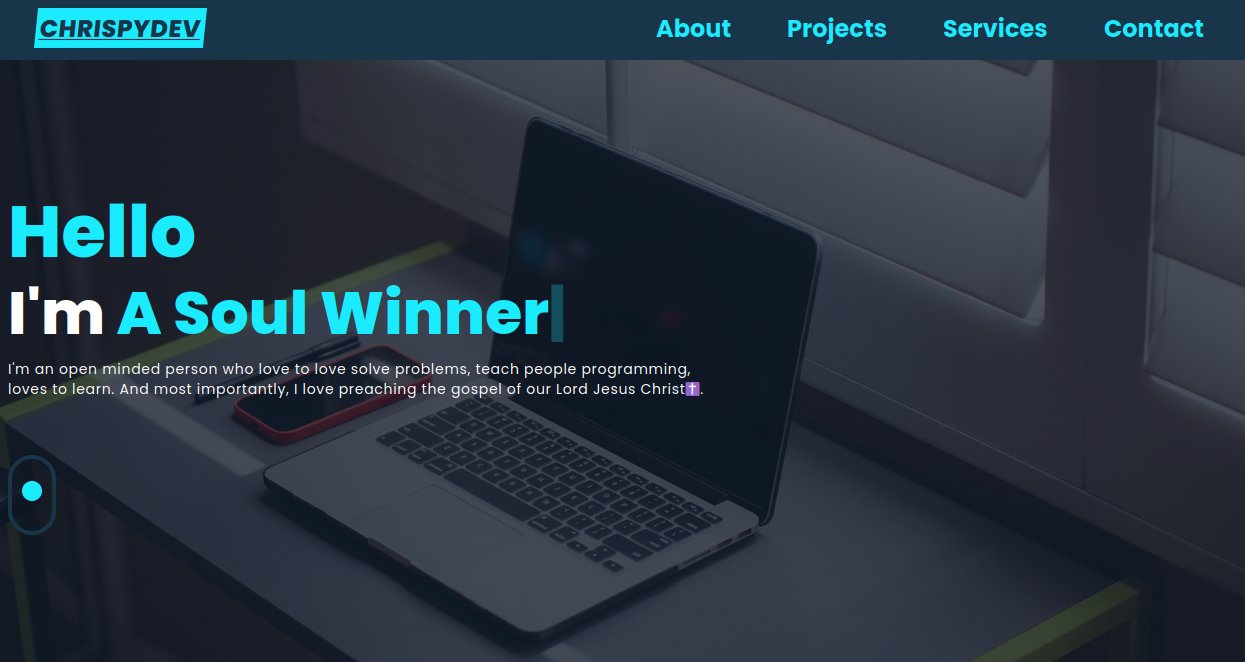 CHRISPYDEV
About Projects Services Contact
Hello
I'm A Soul Winner
I'm an open minded person who love to love solve problems, teach people programming,
loves to learn. And most importantly, I love preaching the gospel of our Lord Jesus Christ✝️.